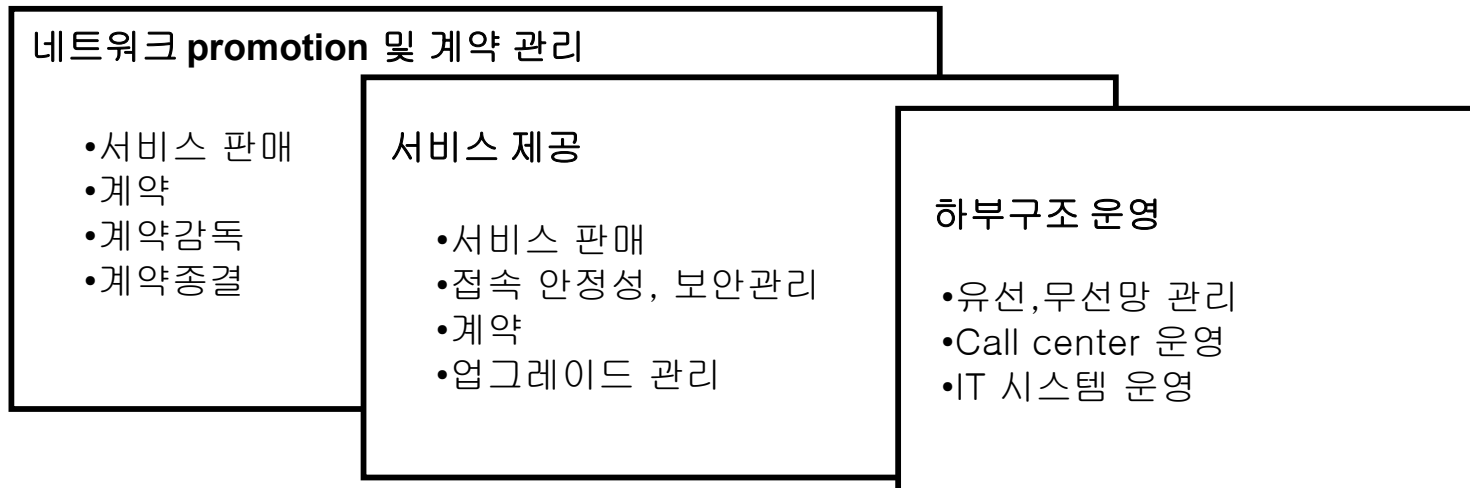 네트워크 promotion 및 계약 관리
•서비스 판매
•계약
•계약감독
•계약종결
서비스 제공
•서비스 판매
•접속 안정성, 보안관리
•계약
•업그레이드 관리
하부구조 운영
•유선,무선망 관리
•Call center 운영
•IT 시스템 운영